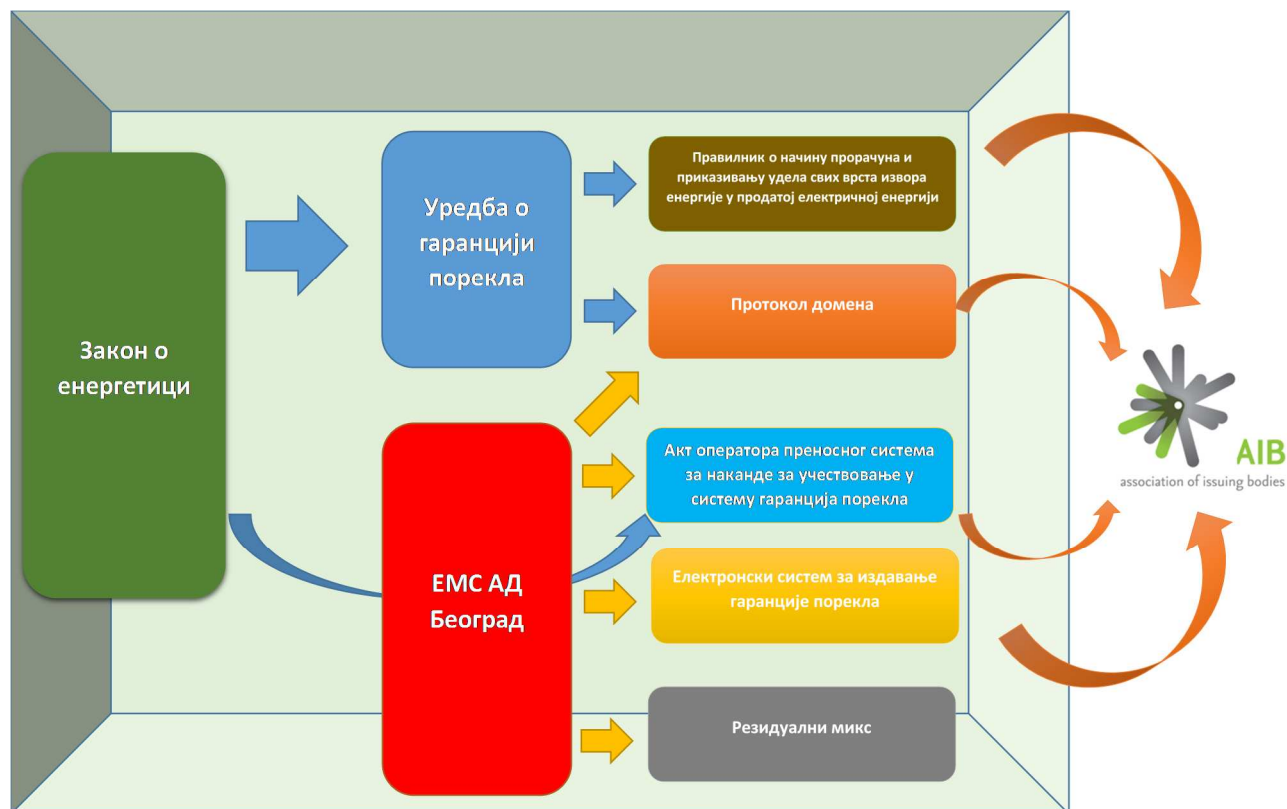 Закон о
енергетици
Уредба о
гаранцији
порекла
ЕМС АД
Београд
Правилник о начину прорачуна и
приказивању удела свих врста извора
енергије у продатој електричној енергији
Протокол домена
Акт оператора преносног система
за наканде за учествовање у
систему гаранција порекла
Електронски систем за издавање
гаранције порекла
Резидуални микс
AIB
association of issuing bodies